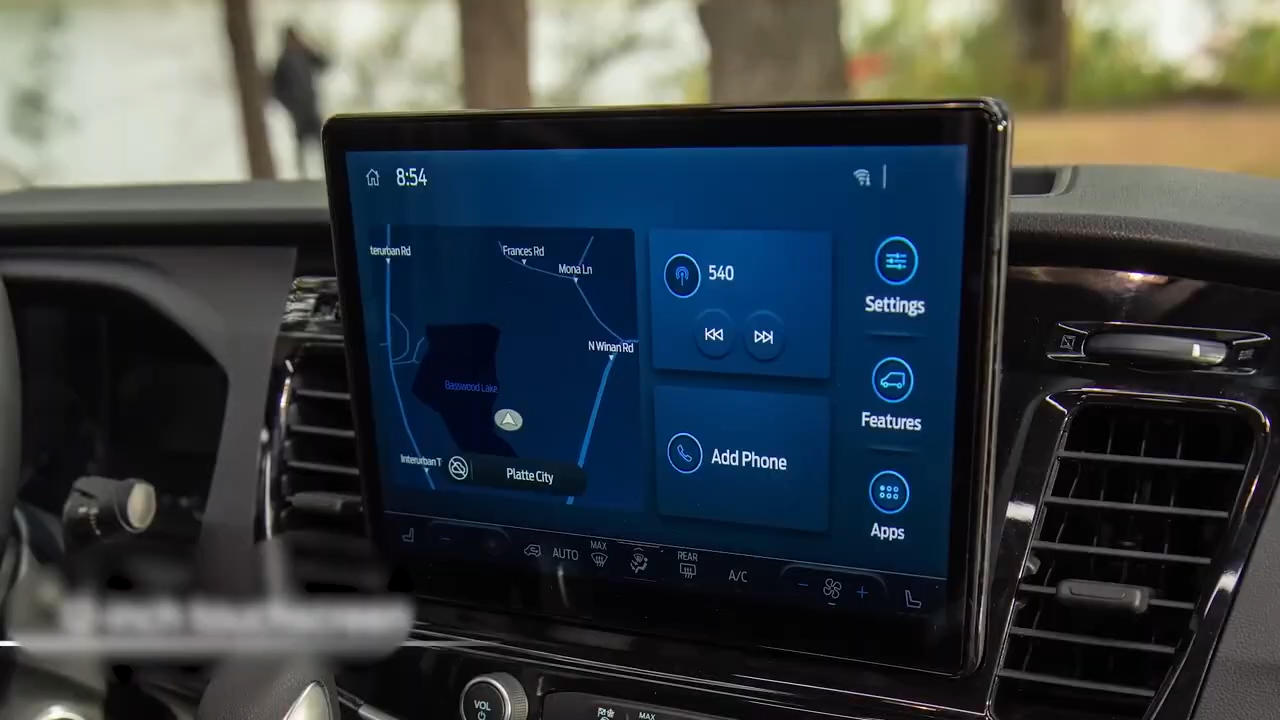 8:54
terurban Rd
Frances Rd
Mona Ln
N Winan Rd
Basswood Lake
Interurban T
Platte City
540
Add Phone
Settings
Features
Apps
AUTO
MAX
REAR
A/C
VOL
MAX